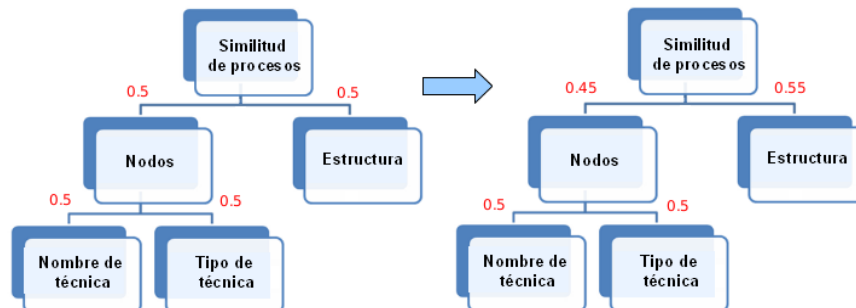 Similitud
de procesos
0.5
0.5
Nodos
Estructura
0.5
0.5
Nombre de
técnica
Tipo de
técnica
Similitud
de procesos
0.45
0.55
Nodos
Estructura
0.5
0.5
Nombre de
técnica
Tipo de
técnica